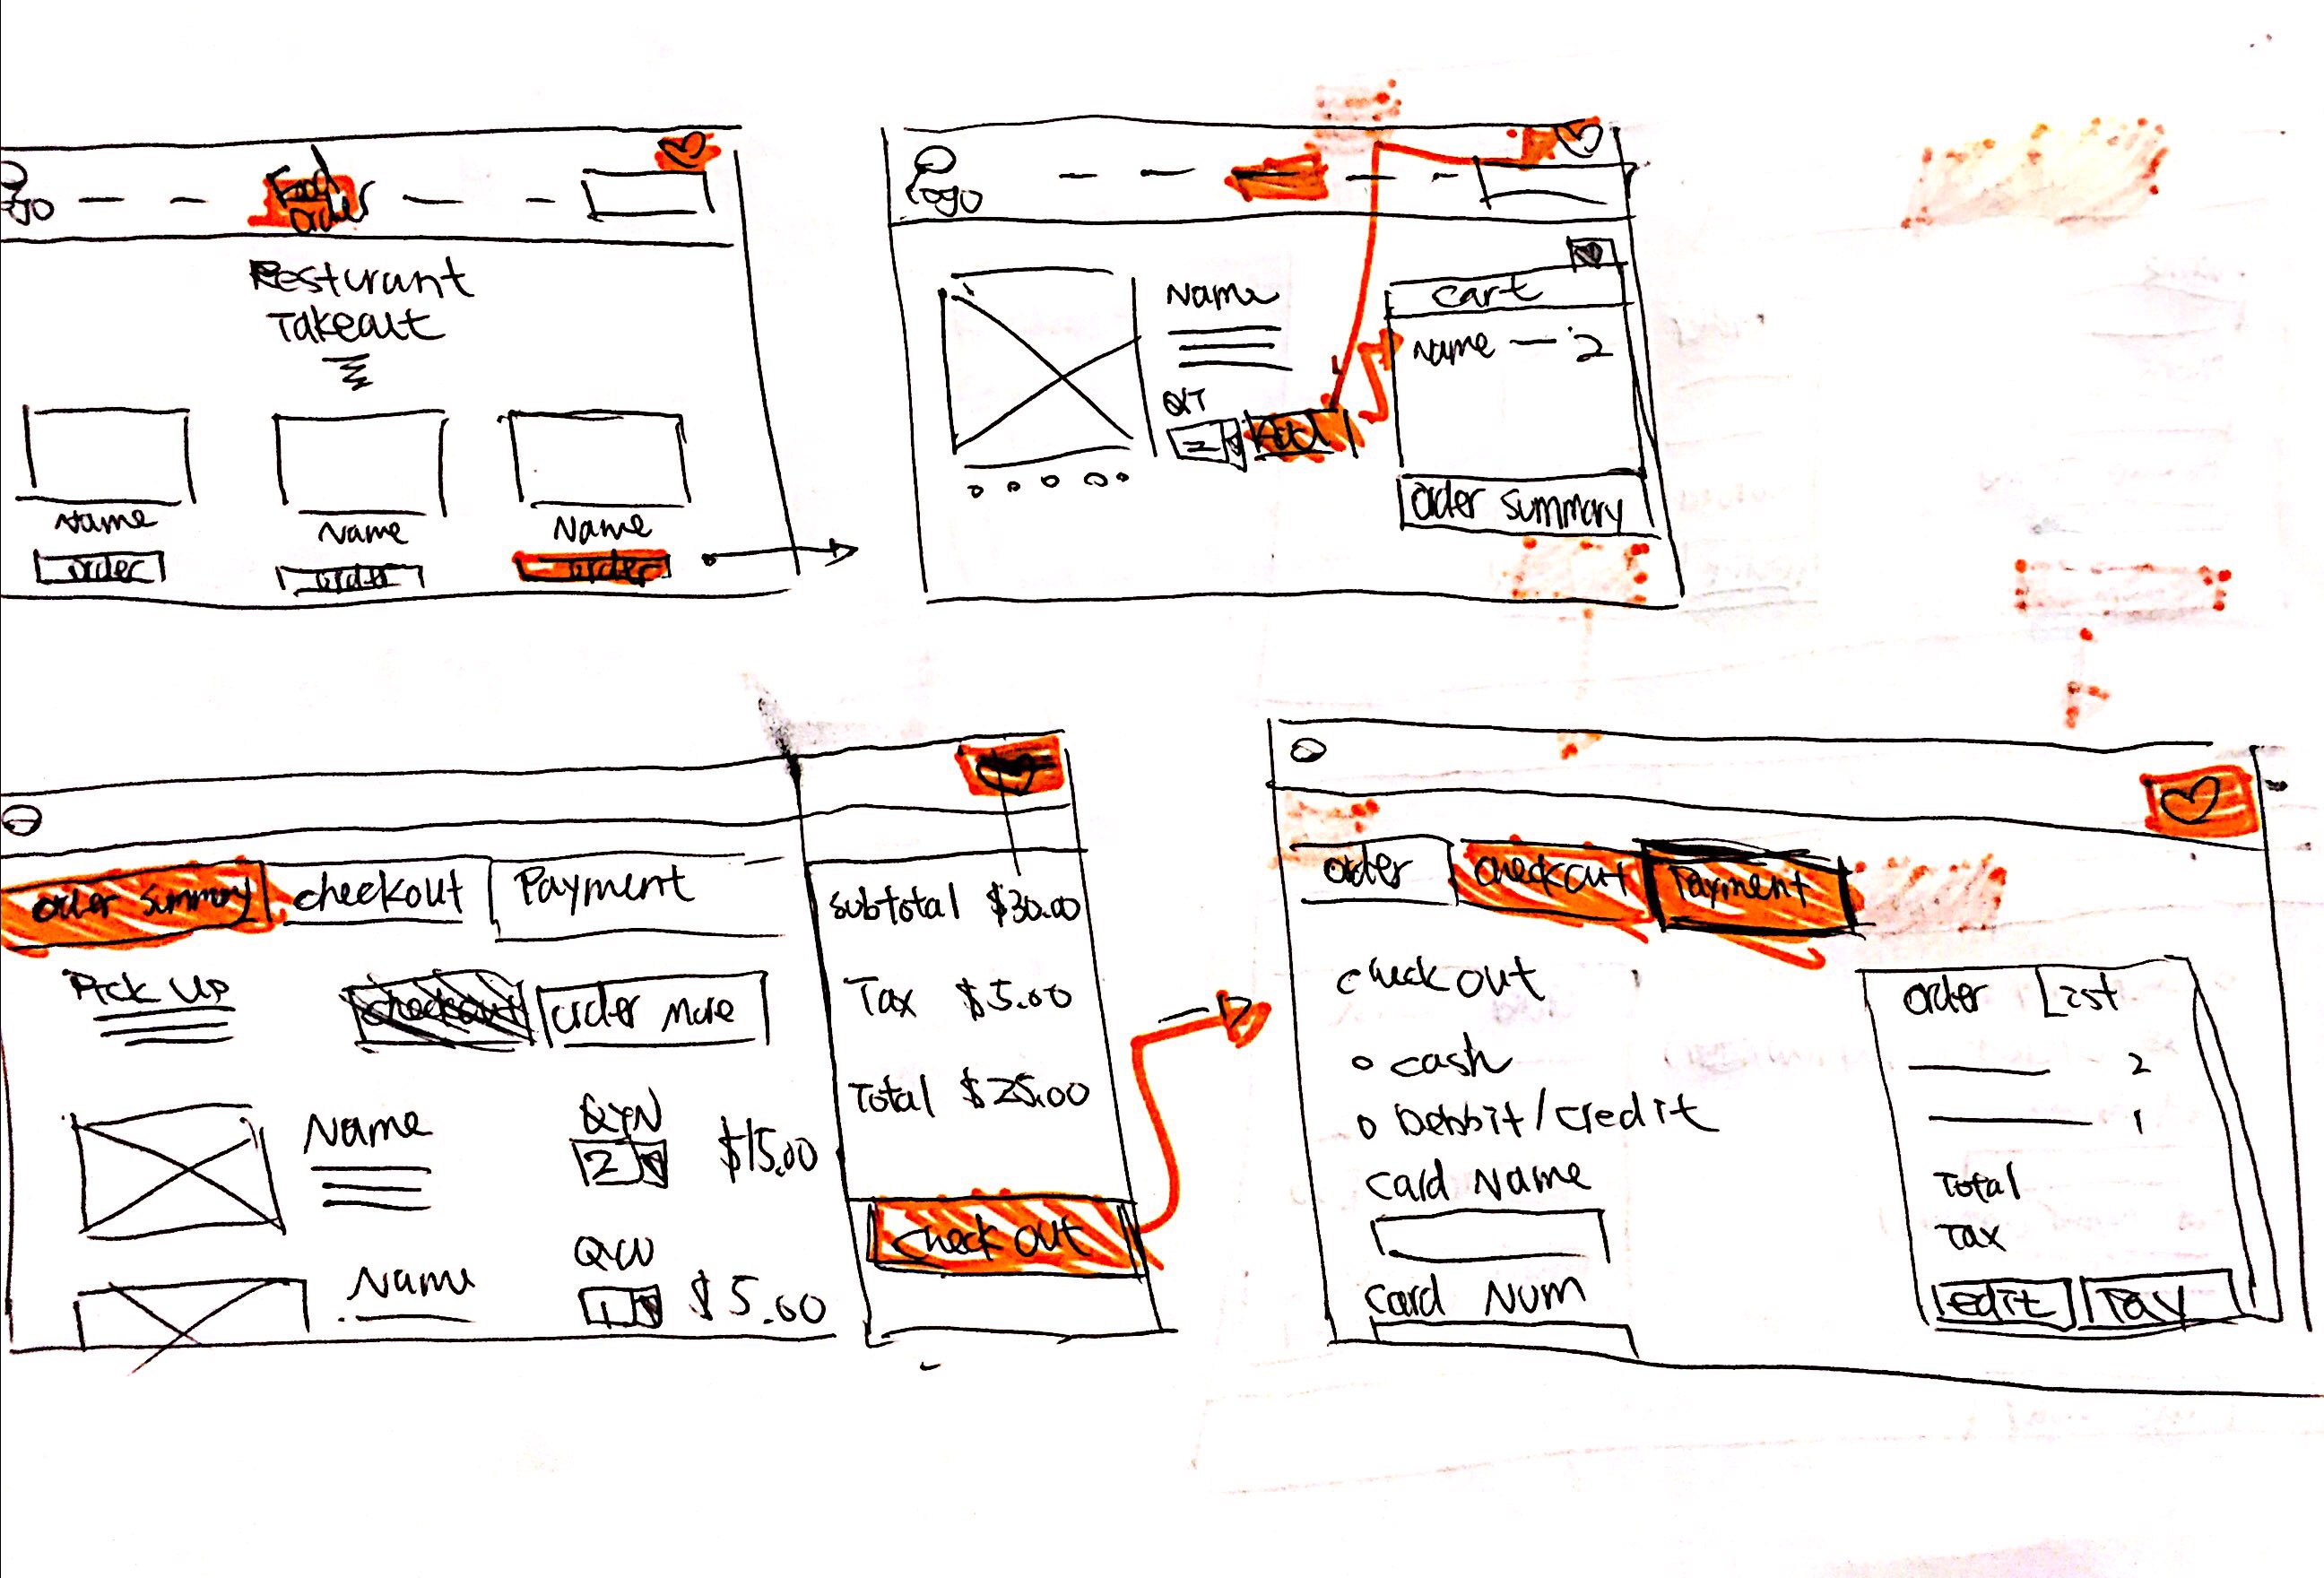 Food
order
Logo
Resturant
Takeout
Name
Name
Name
order
order
order
Logo
Name
QIT
2
Add
cart
Name — 2
order summary
order summary
checkout
Payment
Pick Up
checkout
order more
Name
QYN
2
$15.00
Name
1
$5.00
subtotal $30.00
Tax $5.00
Total $25.00
check out
order
checkout
Payment
check out
cash
Debbit/credit
Card Name
Card Num
order List
2
1
Total
Tax
edit
Pay